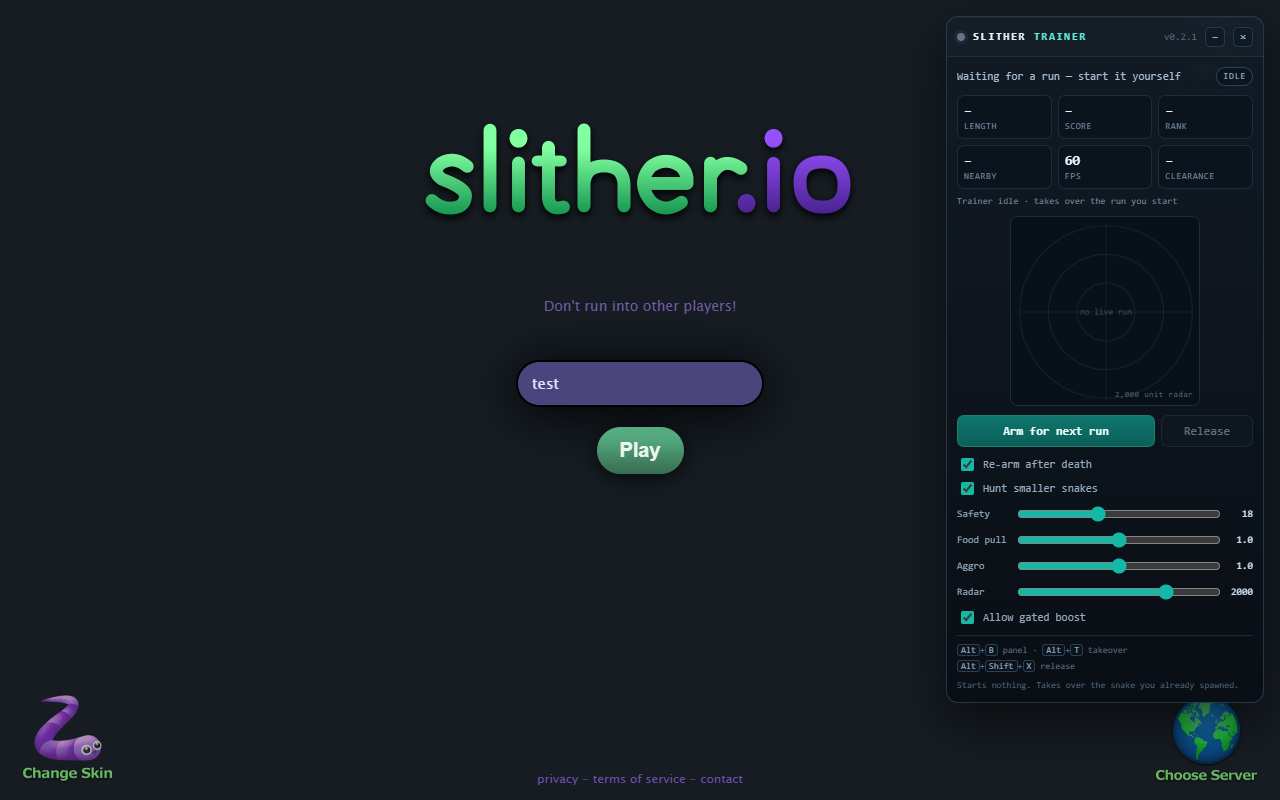 slither.io
Don't run into other players!
test
Play
Change Skin
privacy – terms of service – contact
Choose Server
SLITHER TRAINER v0.2.1 – ×
Waiting for a run — start it yourself IDLE
— — —
LENGTH SCORE RANK
— 60 —
NEARBY FPS CLEARANCE
Trainer idle · takes over the run you start
no live run
2,000 unit radar
Arm for next run Release
Re-arm after death
Hunt smaller snakes
Safety 18
Food pull 1.0
Aggro 1.0
Radar 2000
Allow gated boost
Alt+B panel · Alt+T takeover
Alt+Shift+X release
Starts nothing. Takes over the snake you already spawned.